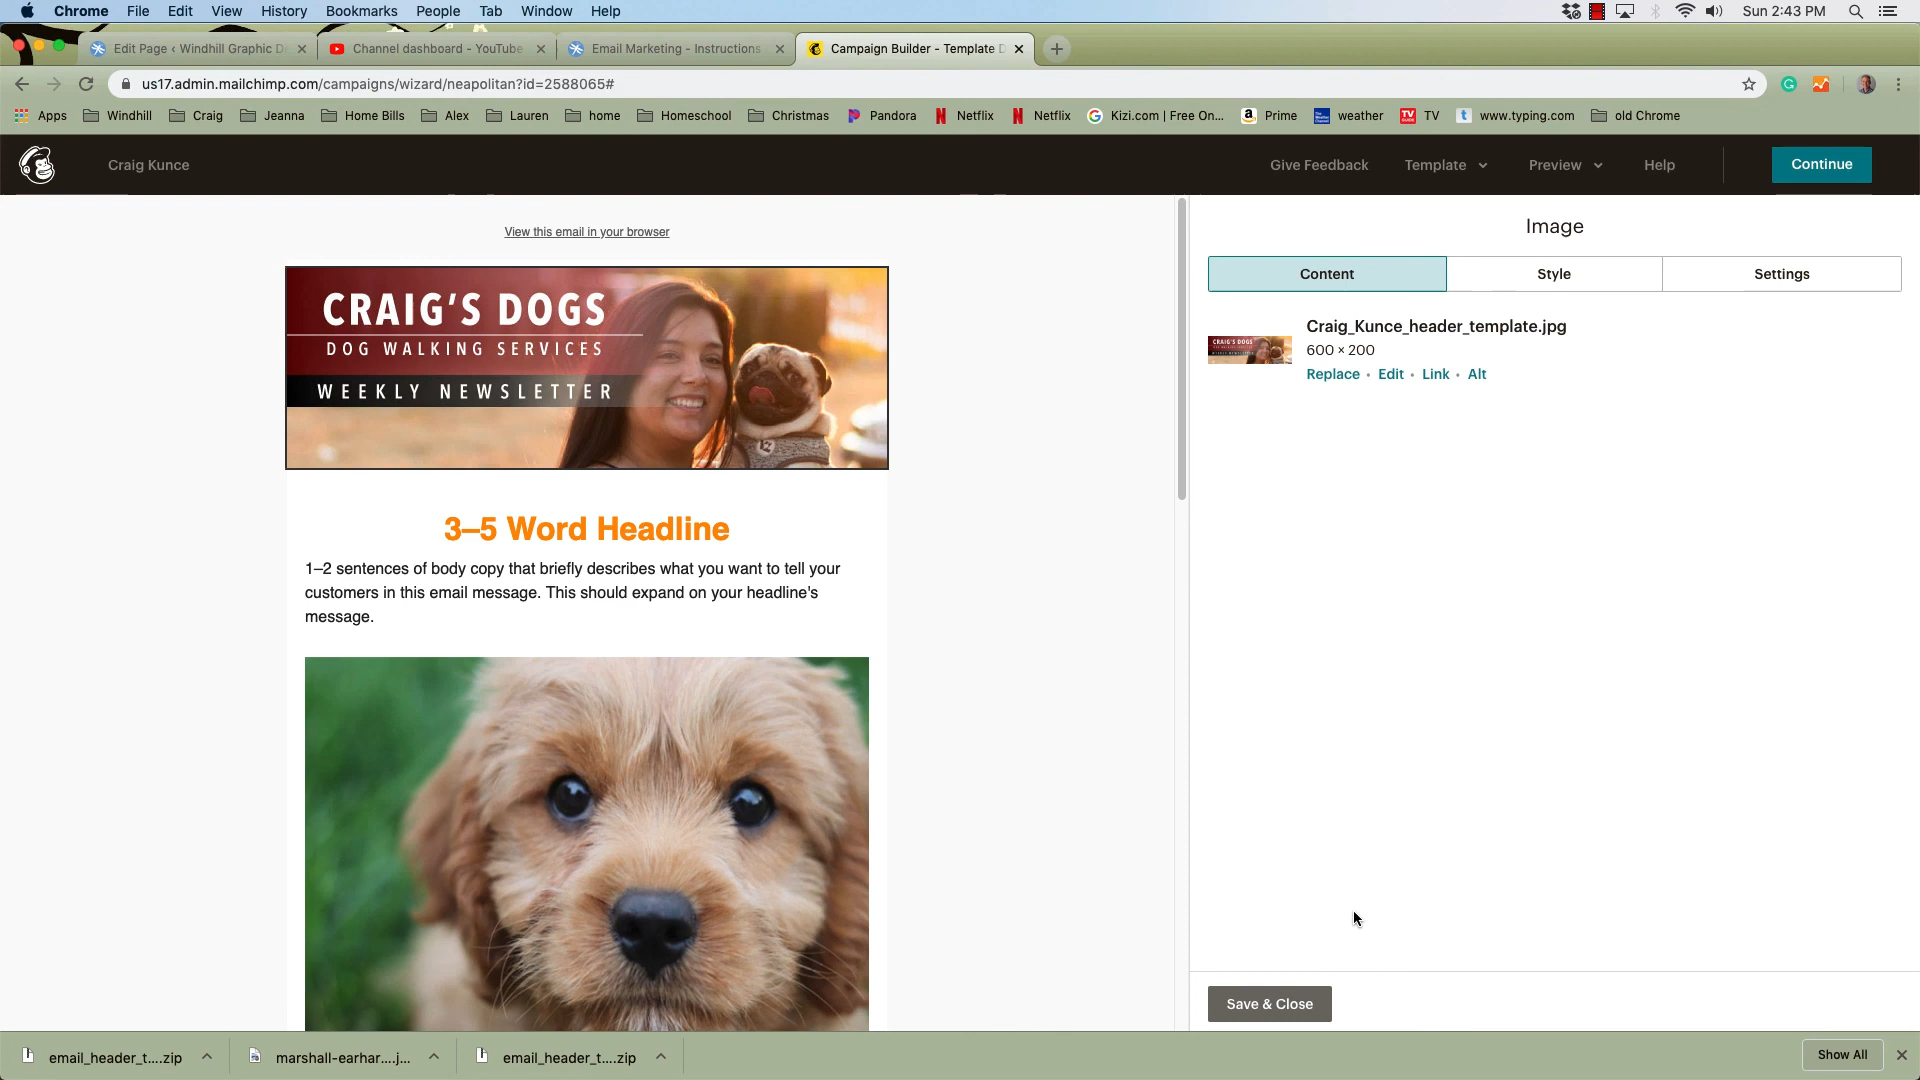 Chrome File Edit View History Bookmarks People Tab Window Help
Sun 2:43 PM
Edit Page ‹ Windhill Graphic De
Channel dashboard - YouTube
Email Marketing - Instructions
Campaign Builder - Template D
us17.admin.mailchimp.com/campaigns/wizard/neapolitan?id=2588065#
Apps Windhill Craig Jeanna Home Bills Alex Lauren home Homeschool Christmas Pandora Netflix Netflix Kizi.com | Free On... Prime weather TV www.typing.com old Chrome
Craig Kunce
Give Feedback Template Preview Help Continue
View this email in your browser
CRAIG'S DOGS
DOG WALKING SERVICES
WEEKLY NEWSLETTER
3–5 Word Headline
1–2 sentences of body copy that briefly describes what you want to tell your
customers in this email message. This should expand on your headline's
message.
Image
Content Style Settings
Craig_Kunce_header_template.jpg
600 × 200
Replace • Edit • Link • Alt
Save & Close
email_header_t....zip
marshall-earhar....j...
email_header_t....zip
Show All